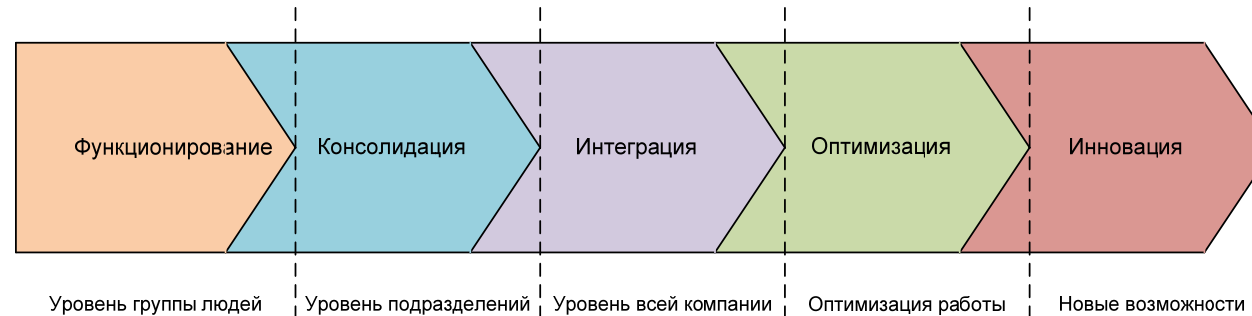 Функционирование
Консолидация
Интеграция
Оптимизация
Инновация
Уровень группы людей
Уровень подразделений
Уровень всей компании
Оптимизация работы
Новые возможности